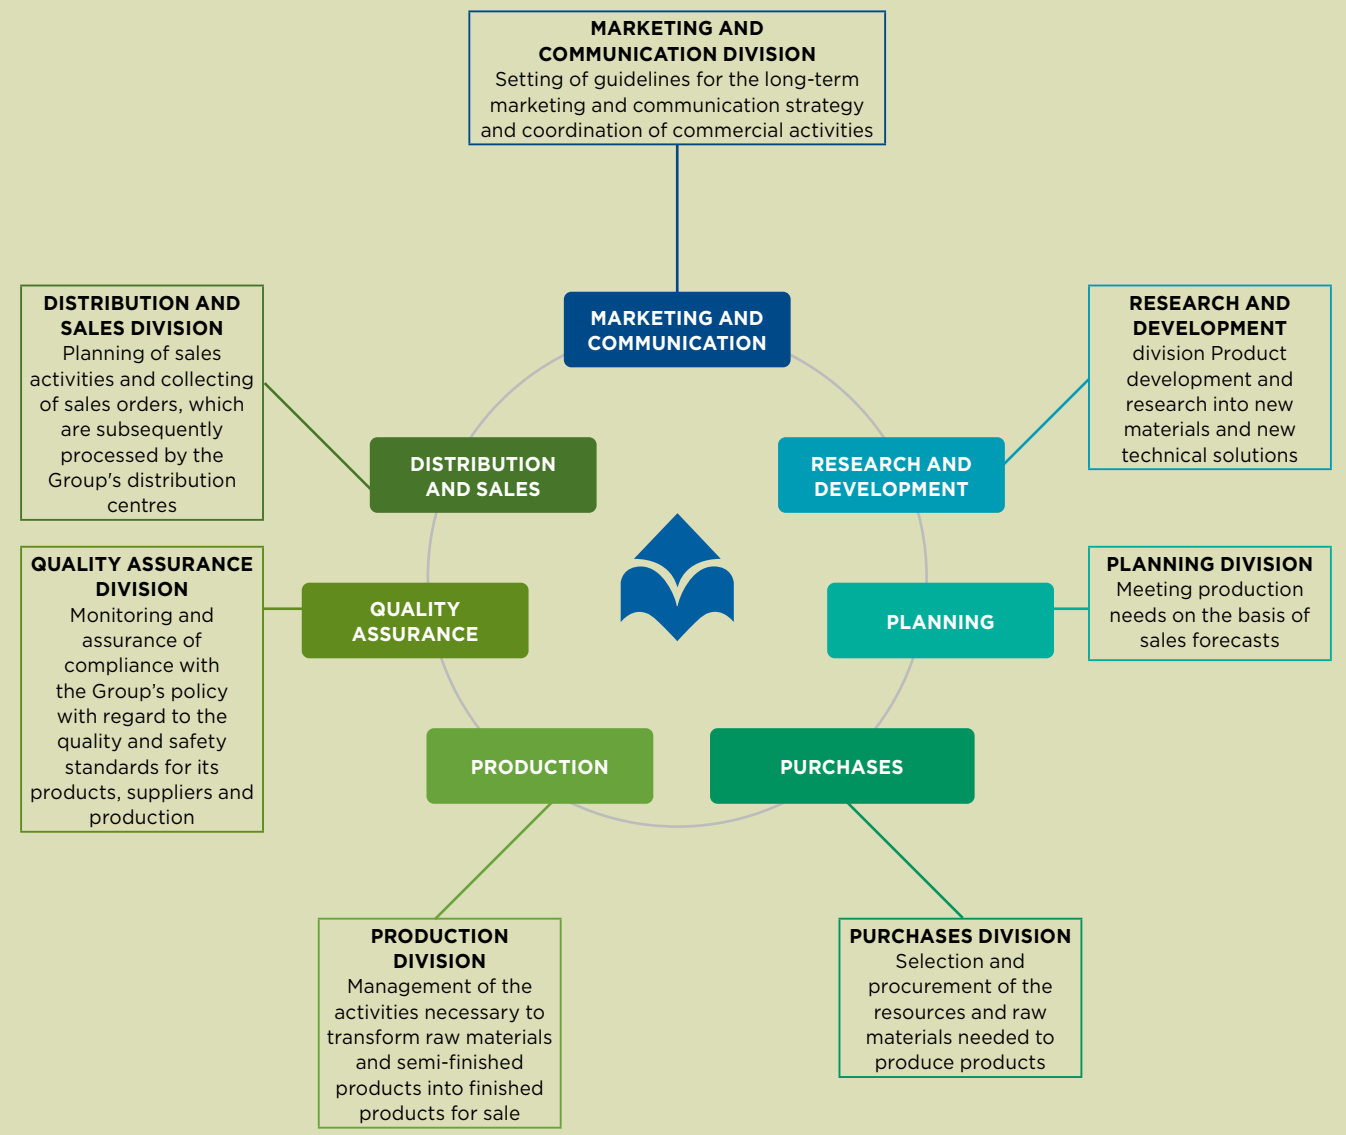 MARKETING AND
COMMUNICATION DIVISION
Setting of guidelines for the long-term
marketing and communication strategy
and coordination of commercial activities
MARKETING AND
COMMUNICATION
DISTRIBUTION AND
SALES DIVISION
Planning of sales
activities and collecting
of sales orders, which
are subsequently
processed by the
Group's distribution
centres
DISTRIBUTION
AND SALES
RESEARCH AND
DEVELOPMENT
RESEARCH AND
DEVELOPMENT
division Product
development and
research into new
materials and new
technical solutions
QUALITY ASSURANCE
DIVISION
Monitoring and
assurance of
compliance with
the Group’s policy
with regard to the
quality and safety
standards for its
products, suppliers and
production
QUALITY
ASSURANCE
PLANNING
PLANNING DIVISION
Meeting production
needs on the basis of
sales forecasts
PRODUCTION
PURCHASES
PRODUCTION
DIVISION
Management of the
activities necessary to
transform raw materials
and semi-finished
products into finished
products for sale
PURCHASES DIVISION
Selection and
procurement of the
resources and raw
materials needed to
produce products